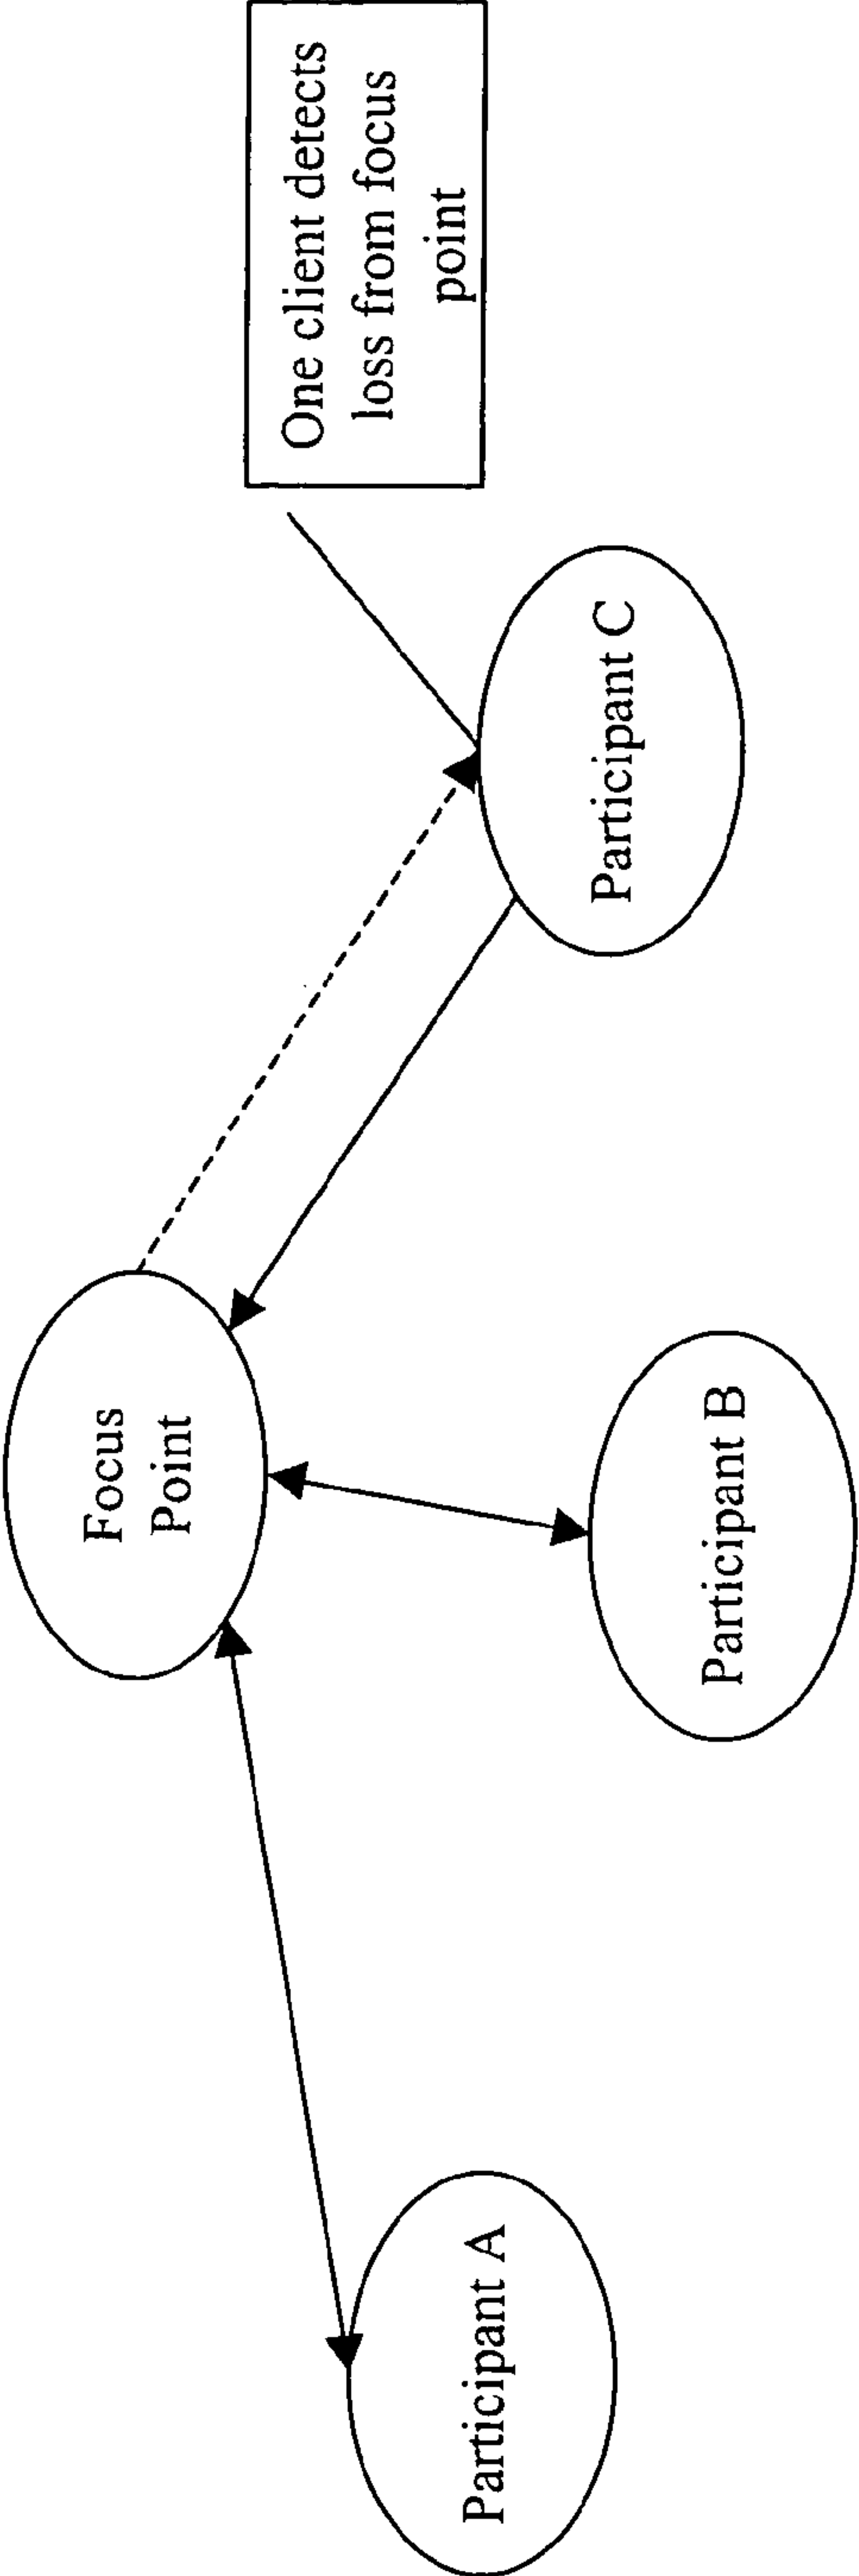 Focus
Point
Participant A
Participant B
Participant C
One client detects
loss from focus
point